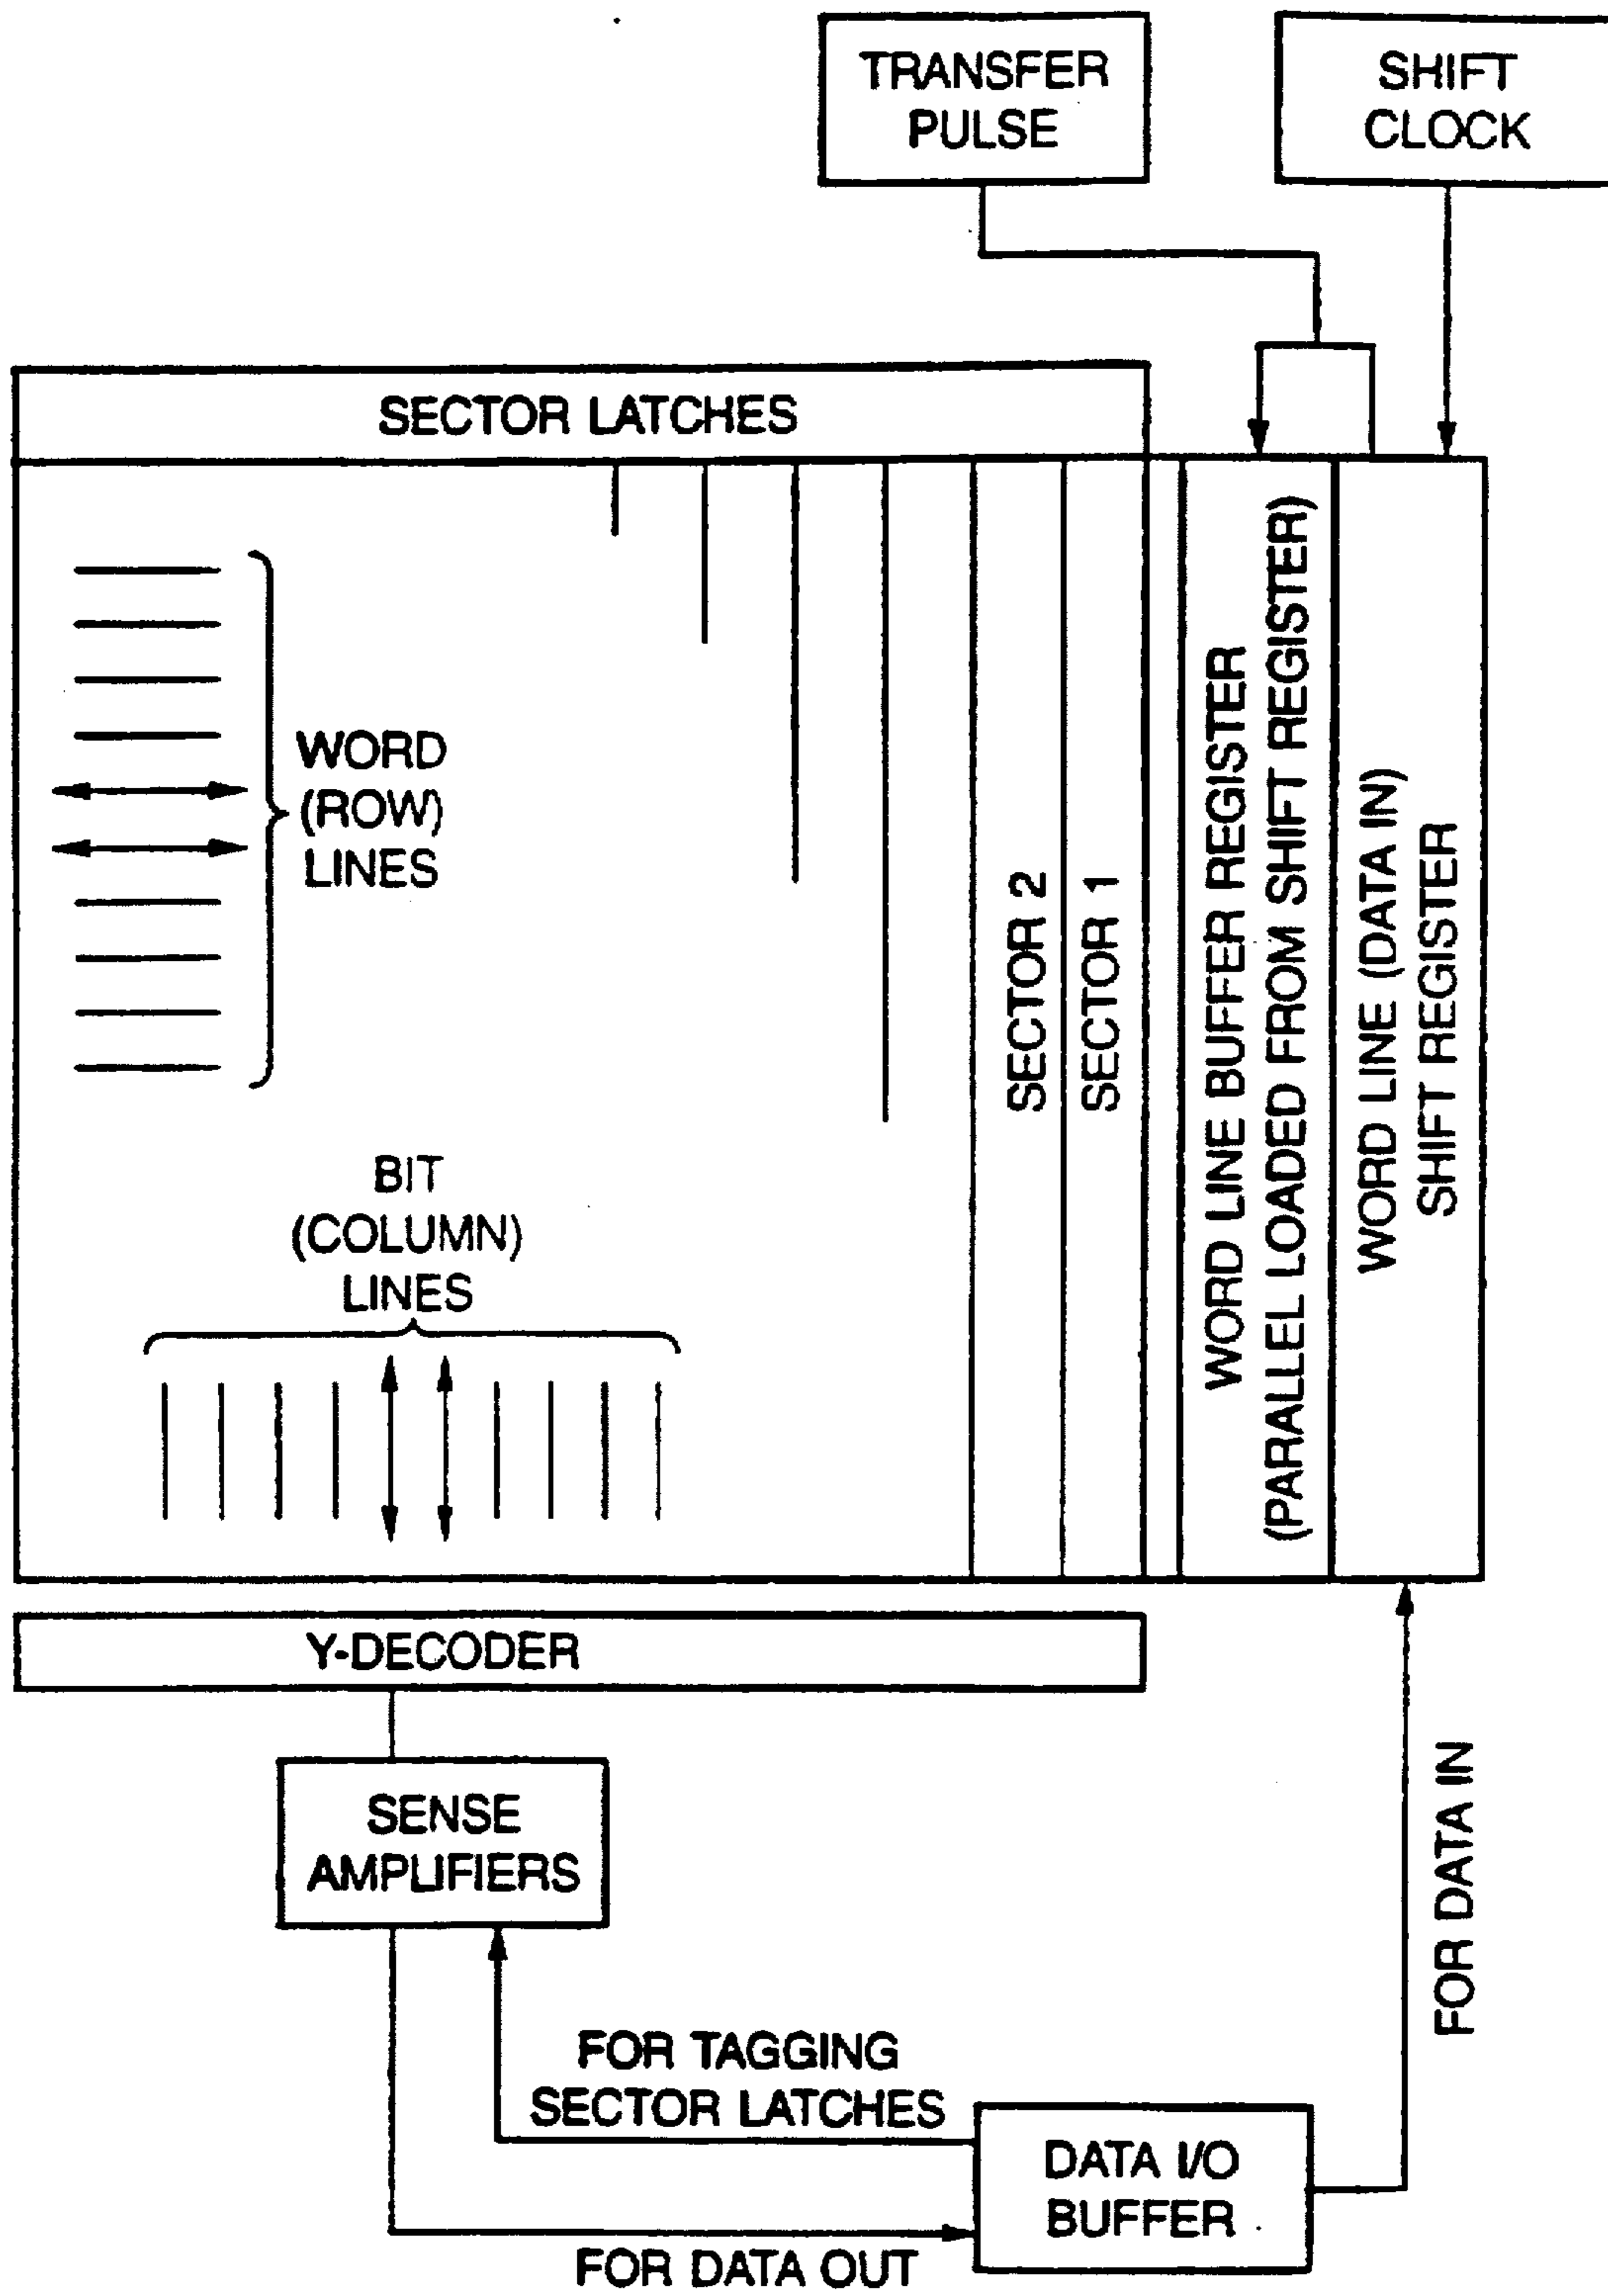 TRANSFER
PULSE
SHIFT
CLOCK
SECTOR LATCHES
WORD
(ROW)
LINES
BIT
(COLUMN)
LINES
SECTOR 2
SECTOR 1
WORD LINE BUFFER REGISTER
(PARALLEL LOADED FROM SHIFT REGISTER)
WORD LINE (DATA IN)
SHIFT REGISTER
Y-DECODER
SENSE
AMPLIFIERS
FOR TAGGING
SECTOR LATCHES
DATA I/O
BUFFER
FOR DATA OUT
FOR DATA IN